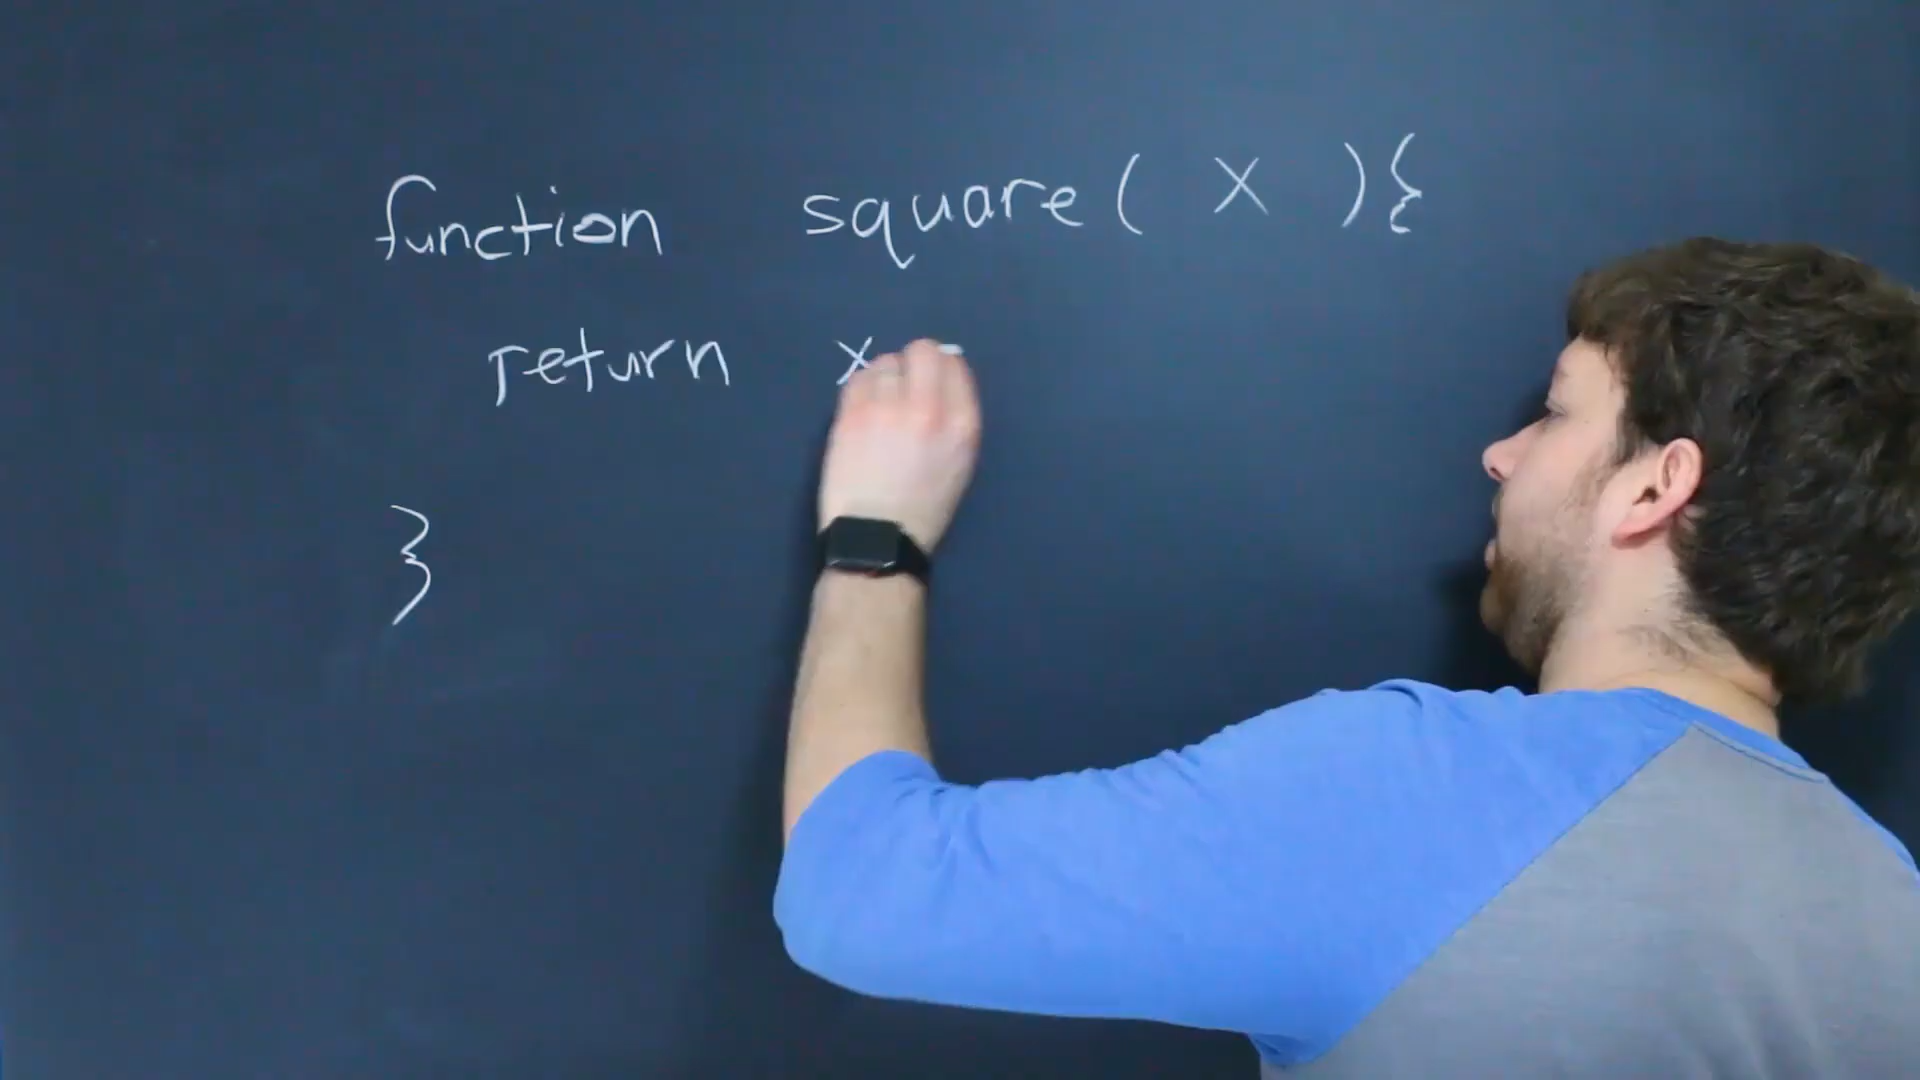 function square( x ){
return x
}